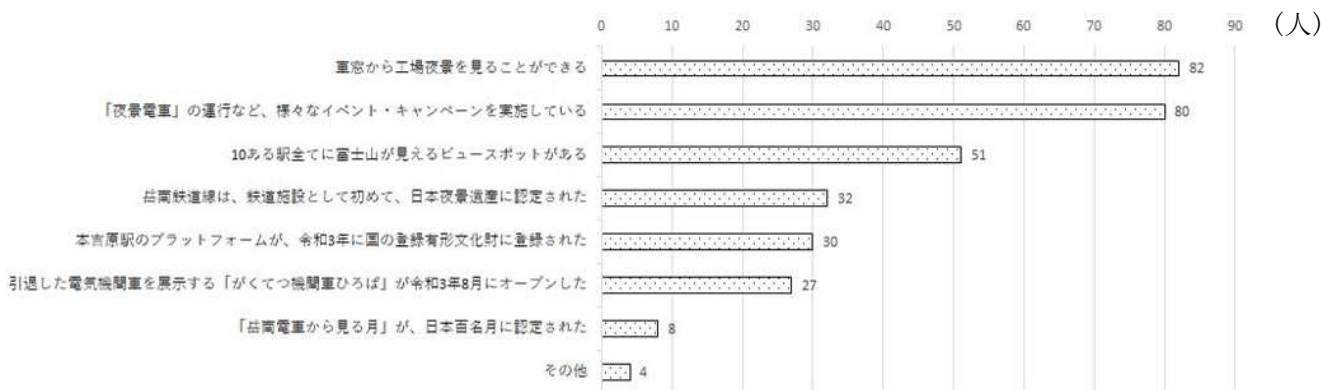 0 10 20 30 40 50 60 70 80 90 （人）
車窓から工場夜景を見ることができる 82
「夜景電車」の運行など、様々なイベント・キャンペーンを実施している 80
10ある駅全てに富士山が見えるビュースポットがある 51
岳南鉄道線は、鉄道施設として初めて、日本夜景遺産に認定された 32
本吉原駅のプラットフォームが、令和3年に国の登録有形文化財に登録された 30
引退した電気機関車を展示する「がくてつ機関車ひろば」が令和3年8月にオープンした 27
「岳南電車から見る月」が、日本百名月に認定された 8
その他 4